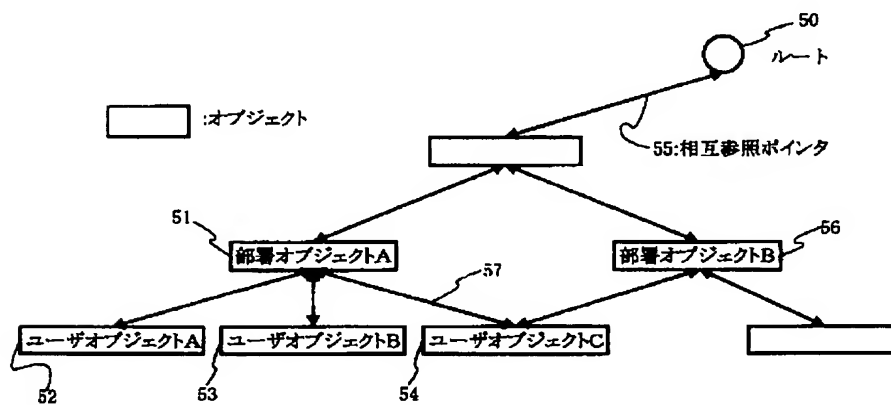 50
ルート
:オブジェクト
55:相互参照ポインタ
51
56
部署オブジェクトA
部署オブジェクトB
57
ユーザオブジェクトA
ユーザオブジェクトB
ユーザオブジェクトC
52
53
54